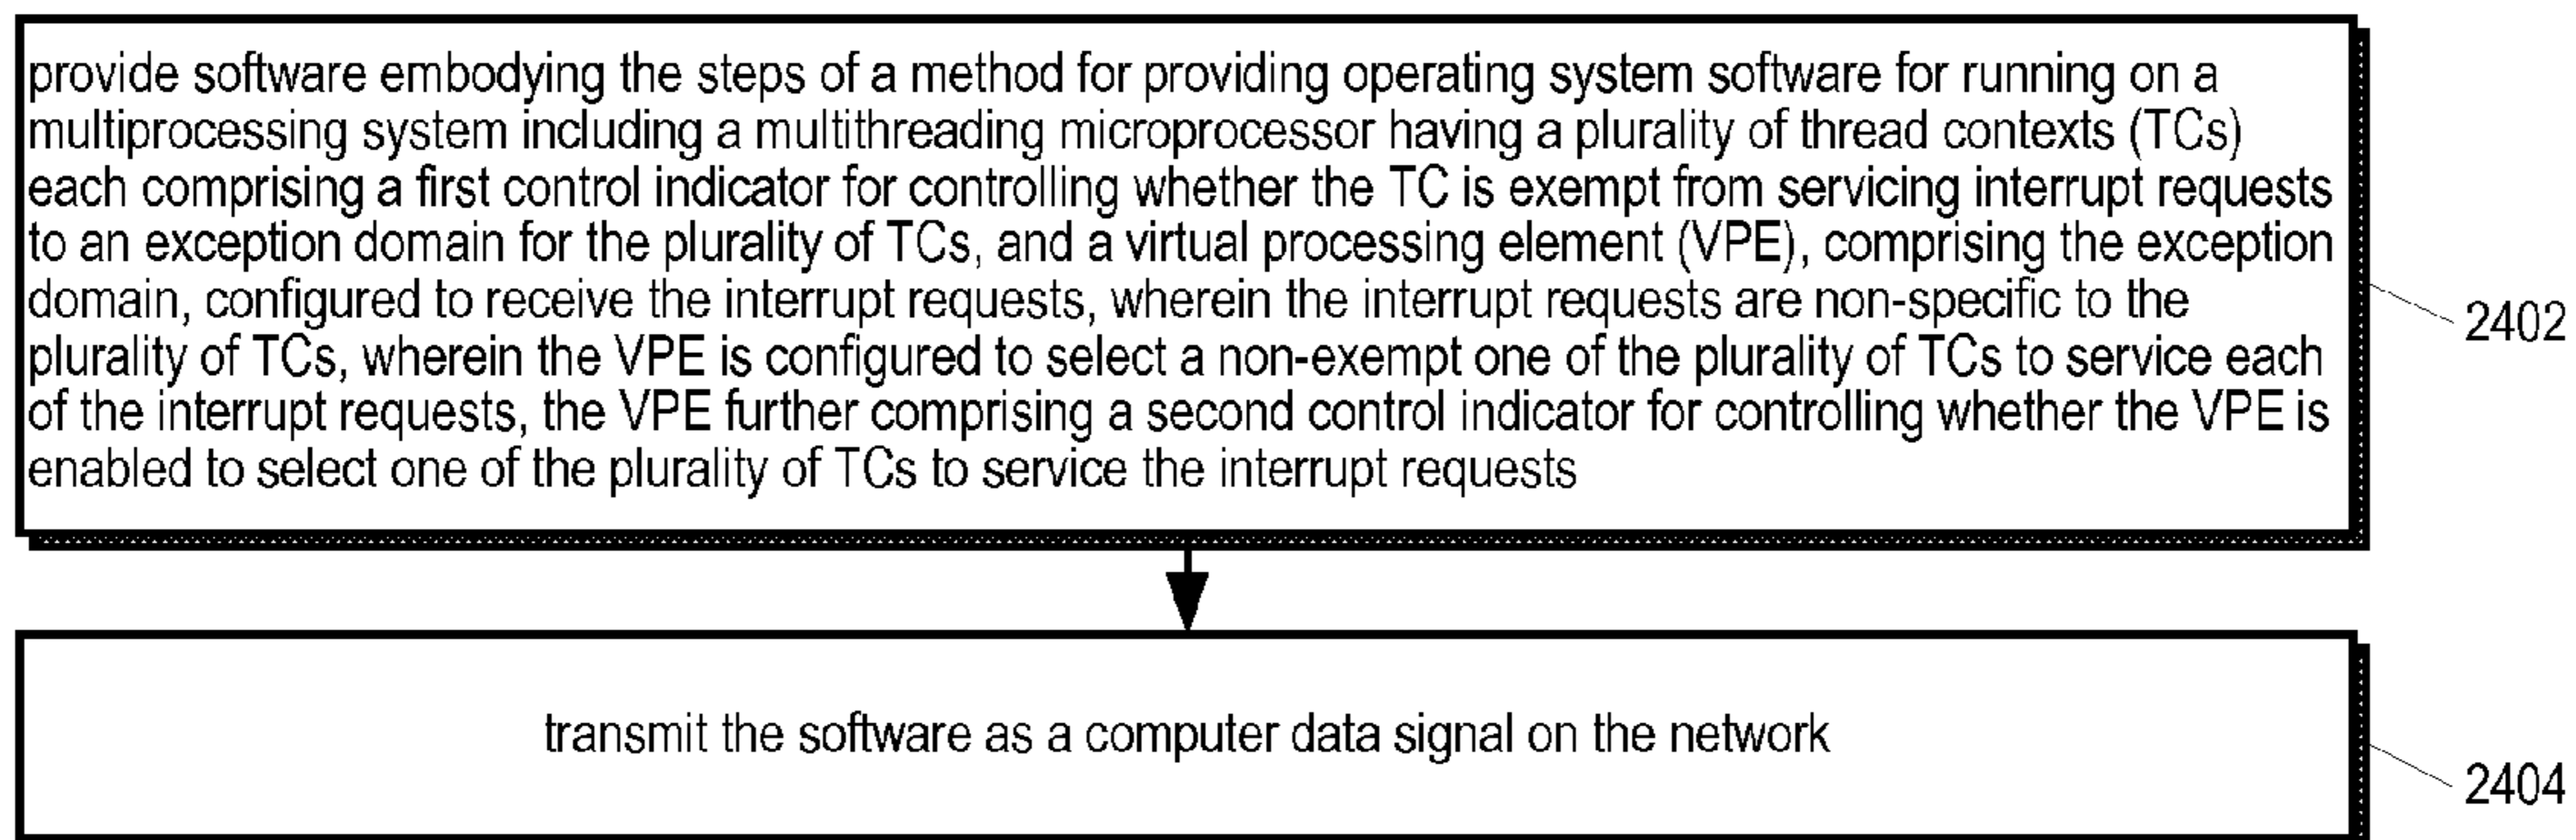 provide software embodying the steps of a method for providing operating system software for running on a
multiprocessing system including a multithreading microprocessor having a plurality of thread contexts (TCs)
each comprising a first control indicator for controlling whether the TC is exempt from servicing interrupt requests
to an exception domain for the plurality of TCs, and a virtual processing element (VPE), comprising the exception
domain, configured to receive the interrupt requests, wherein the interrupt requests are non-specific to the
plurality of TCs, wherein the VPE is configured to select a non-exempt one of the plurality of TCs to service each
of the interrupt requests, the VPE further comprising a second control indicator for controlling whether the VPE is
enabled to select one of the plurality of TCs to service the interrupt requests
2402
transmit the software as a computer data signal on the network
2404